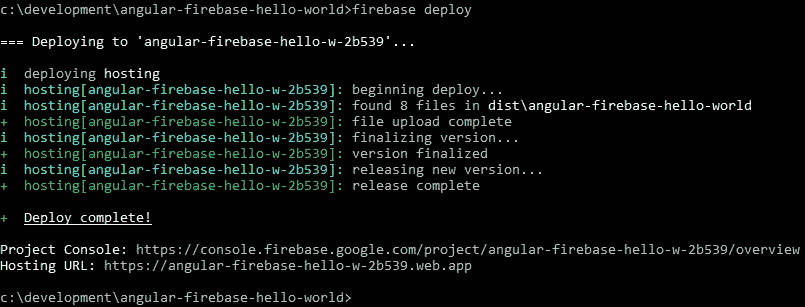 c:\development\angular-firebase-hello-world>firebase deploy
=== Deploying to 'angular-firebase-hello-w-2b539'...
i  deploying hosting
i  hosting[angular-firebase-hello-w-2b539]: beginning deploy...
i  hosting[angular-firebase-hello-w-2b539]: found 8 files in dist\angular-firebase-hello-world
+  hosting[angular-firebase-hello-w-2b539]: file upload complete
i  hosting[angular-firebase-hello-w-2b539]: finalizing version...
+  hosting[angular-firebase-hello-w-2b539]: version finalized
i  hosting[angular-firebase-hello-w-2b539]: releasing new version...
+  hosting[angular-firebase-hello-w-2b539]: release complete
+  Deploy complete!
Project Console: https://console.firebase.google.com/project/angular-firebase-hello-w-2b539/overview
Hosting URL: https://angular-firebase-hello-w-2b539.web.app
c:\development\angular-firebase-hello-world>